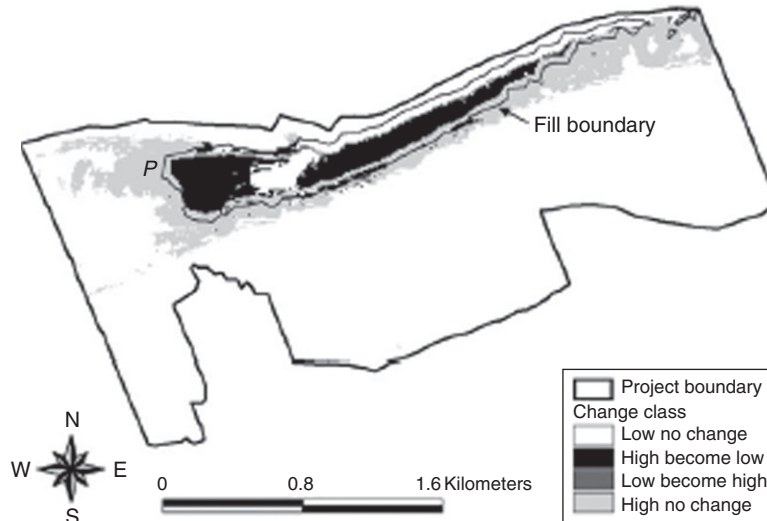 P
Fill boundary
N
W E
S
0 0.8 1.6 Kilometers
Project boundary
Change class
Low no change
High become low
Low become high
High no change